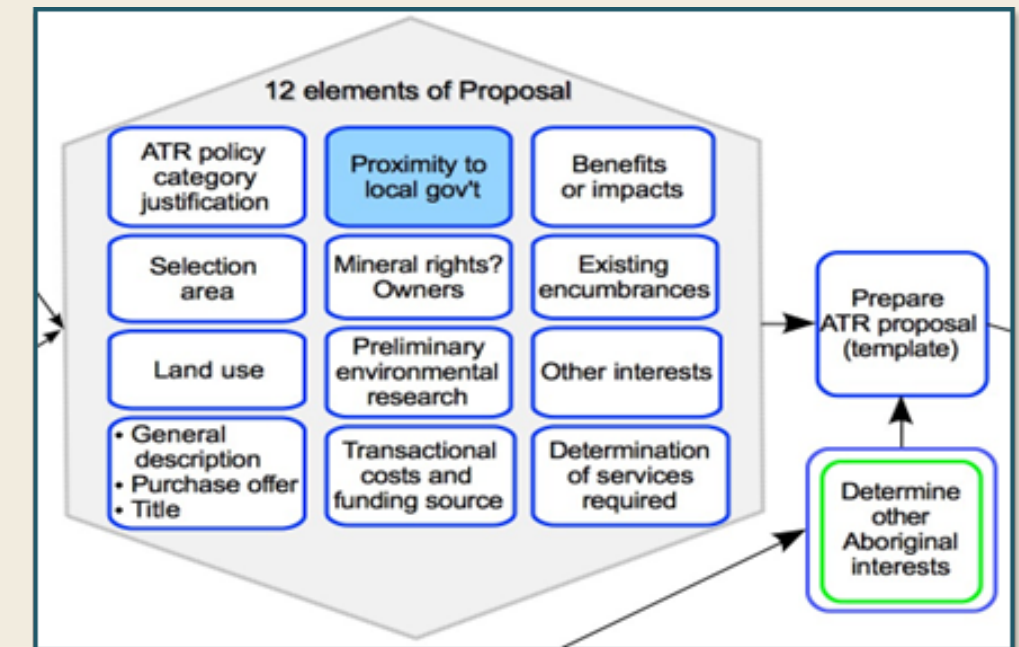 12 elements of Proposal
ATR policy
category
justification
Proximity to
local gov't
Benefits
or impacts
Selection
area
Mineral rights?
Owners
Existing
encumbrances
Land use
Preliminary
environmental
research
Other interests
• General
description
• Purchase offer
• Title
Transactional
costs and
funding source
Determination
of services
required
Prepare
ATR proposal
(template)
Determine
other
Aboriginal
interests